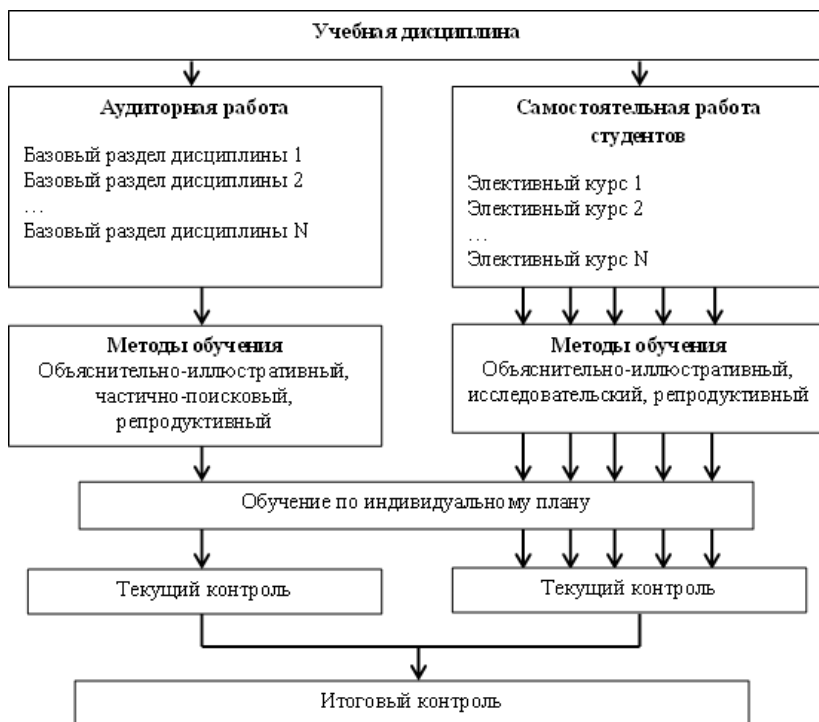 Учебная дисциплина
Аудиторная работа
Базовый раздел дисциплины 1
Базовый раздел дисциплины 2
…
Базовый раздел дисциплины N
Самостоятельная работа
студентов
Элективный курс 1
Элективный курс 2
…
Элективный курс N
Методы обучения
Объяснительно-иллюстративный,
частично-поисковый,
репродуктивный
Методы обучения
Объяснительно-иллюстративный,
исследовательский, репродуктивный
Обучение по индивидуальному плану
Текущий контроль
Текущий контроль
Итоговый контроль